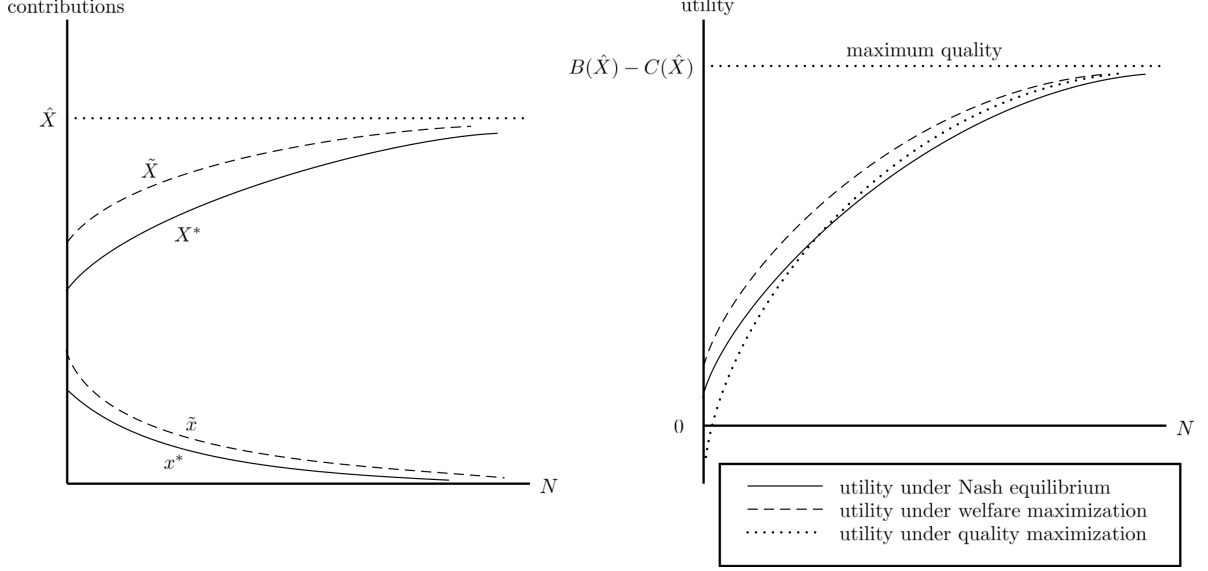 contributions
X̂
X̃
X*
x̃
x*
N
utility
B(X̂) − C(X̂)
maximum quality
0
N
utility under Nash equilibrium
utility under welfare maximization
utility under quality maximization